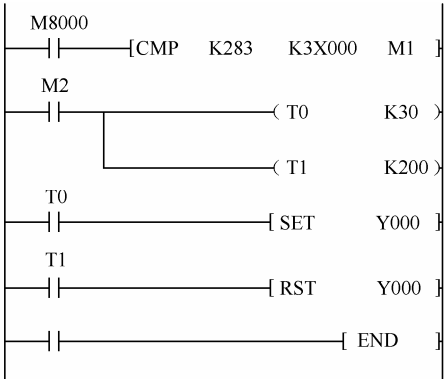 M8000
[CMP K283 K3X000 M1 ]
M2
( T0 K30 )
( T1 K200 )
T0
[ SET Y000 ]
T1
[ RST Y000 ]
[ END ]